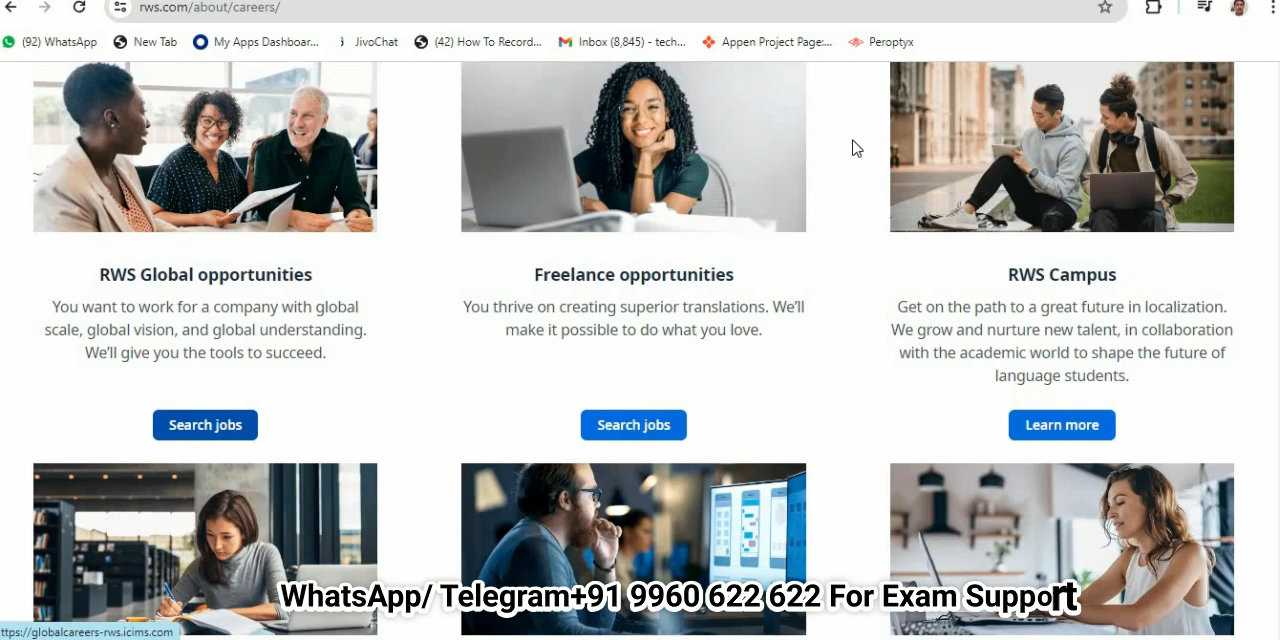 rws.com/about/careers/
(92) WhatsApp
New Tab
My Apps Dashboar...
JivoChat
(42) How To Record...
Inbox (8,845) - tech...
Appen Project Page:...
Peroptyx
RWS Global opportunities
You want to work for a company with global
scale, global vision, and global understanding.
We'll give you the tools to succeed.
Search jobs
Freelance opportunities
You thrive on creating superior translations. We'll
make it possible to do what you love.
Search jobs
RWS Campus
Get on the path to a great future in localization.
We grow and nurture new talent, in collaboration
with the academic world to shape the future of
language students.
Learn more
WhatsApp/ Telegram+91 9960 622 622 For Exam Support
ttps://globalcareers-rws.icims.com